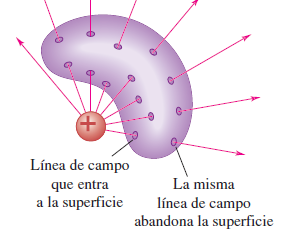 +
Línea de campo
que entra
a la superficie
La misma
línea de campo
abandona la superficie